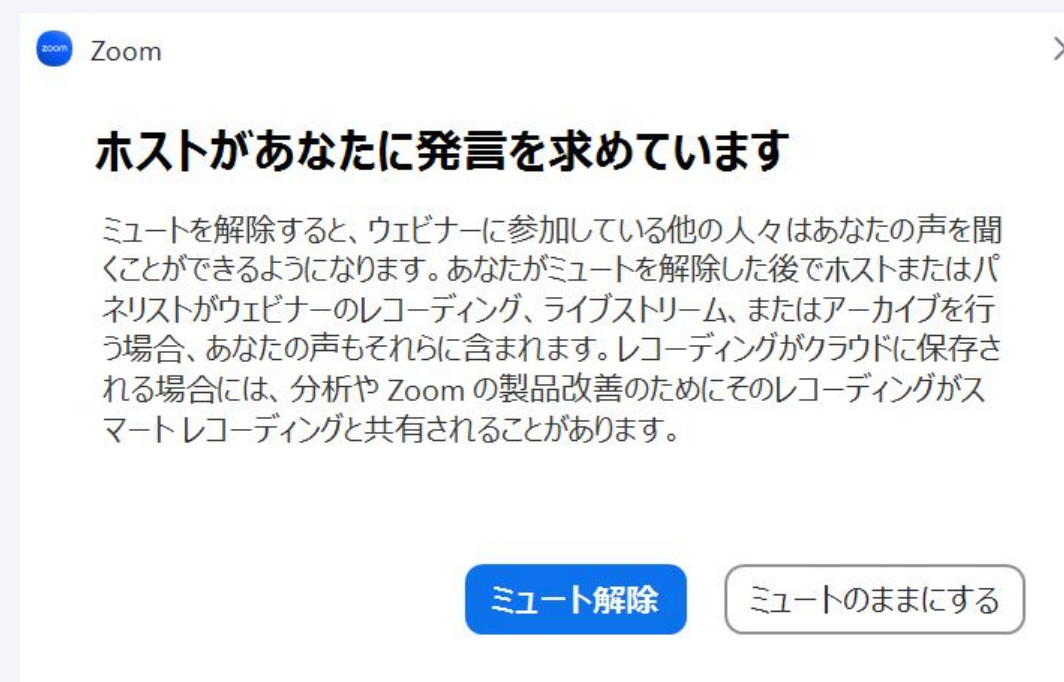 zoom Zoom
ホストがあなたに発言を求めています
ミュートを解除すると、ウェビナーに参加している他の人々はあなたの声を聞
くことができるようになります。あなたがミュートを解除した後でホストまたはパ
ネリストがウェビナーのレコーディング、ライブストリーム、またはアーカイブを行
う場合、あなたの声もそれらに含まれます。レコーディングがクラウドに保存さ
れる場合には、分析や Zoom の製品改善のためにそのレコーディングがス
マート レコーディングと共有されることがあります。
ミュート解除 ミュートのままにする